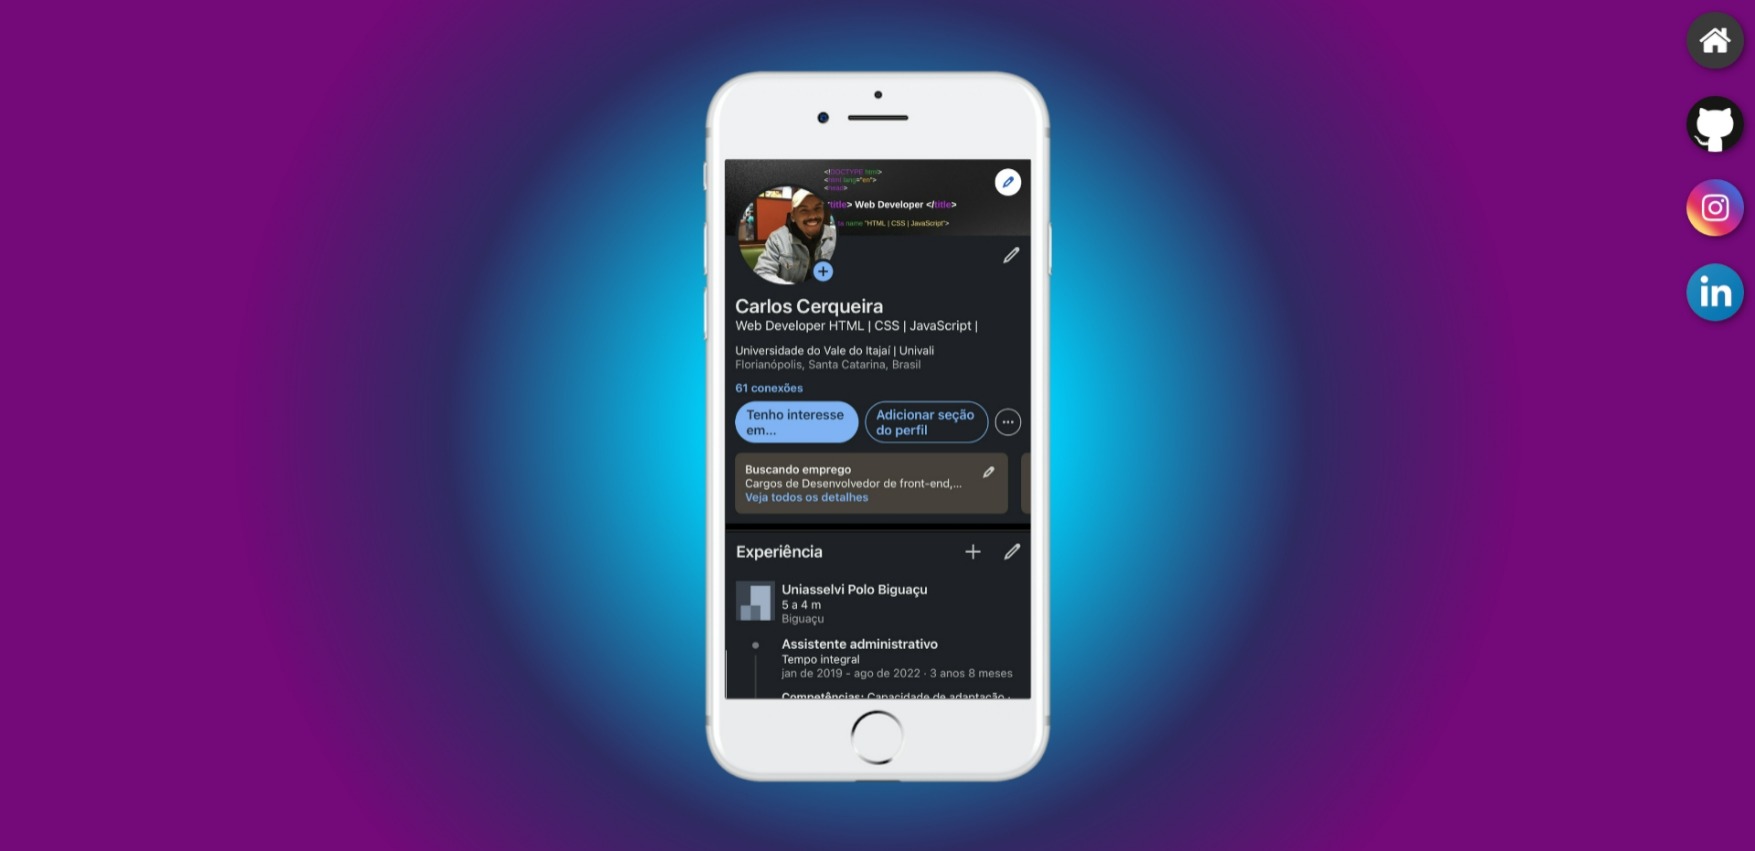 <!DOCTYPE html>
<html lang="en">
<head>
title> Web Developer </title>
ta name "HTML | CSS | JavaScript">
Carlos Cerqueira
Web Developer HTML | CSS | JavaScript |
Universidade do Vale do Itajaí | Univali
Florianópolis, Santa Catarina, Brasil
61 conexões
Tenho interesse
em...
Adicionar seção
do perfil
Buscando emprego
Cargos de Desenvolvedor de front-end,...
Veja todos os detalhes
Experiência
Uniasselvi Polo Biguaçu
5 a 4 m
Biguaçu
Assistente administrativo
Tempo integral
jan de 2019 - ago de 2022 · 3 anos 8 meses
Competências: Capacidade de adaptação ·
in